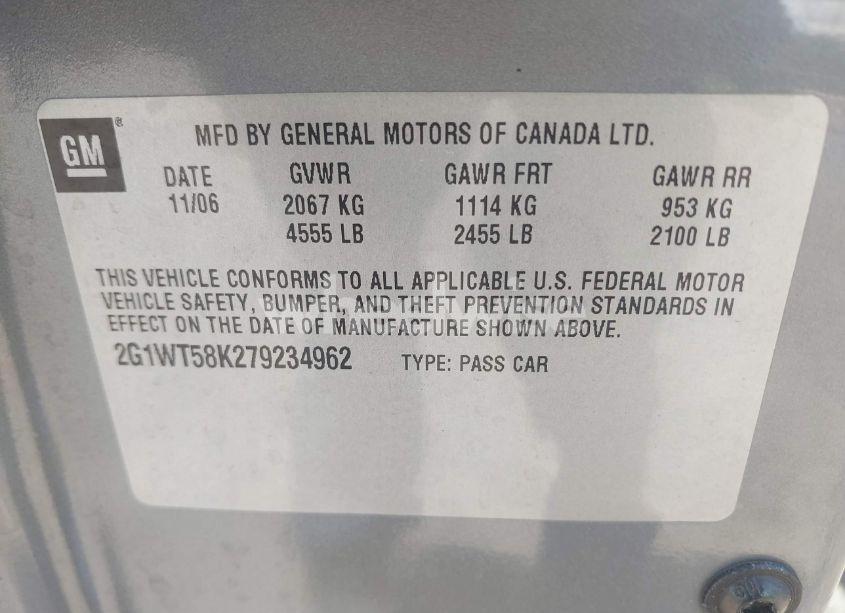 GM®
MFD BY GENERAL MOTORS OF CANADA LTD.
DATE GVWR GAWR FRT GAWR RR
11/06 2067 KG 1114 KG 953 KG
4555 LB 2455 LB 2100 LB
THIS VEHICLE CONFORMS TO ALL APPLICABLE U.S. FEDERAL MOTOR
VEHICLE SAFETY, BUMPER, AND THEFT PREVENTION STANDARDS IN
EFFECT ON THE DATE OF MANUFACTURE SHOWN ABOVE.
2G1WT58K279234962 TYPE: PASS CAR